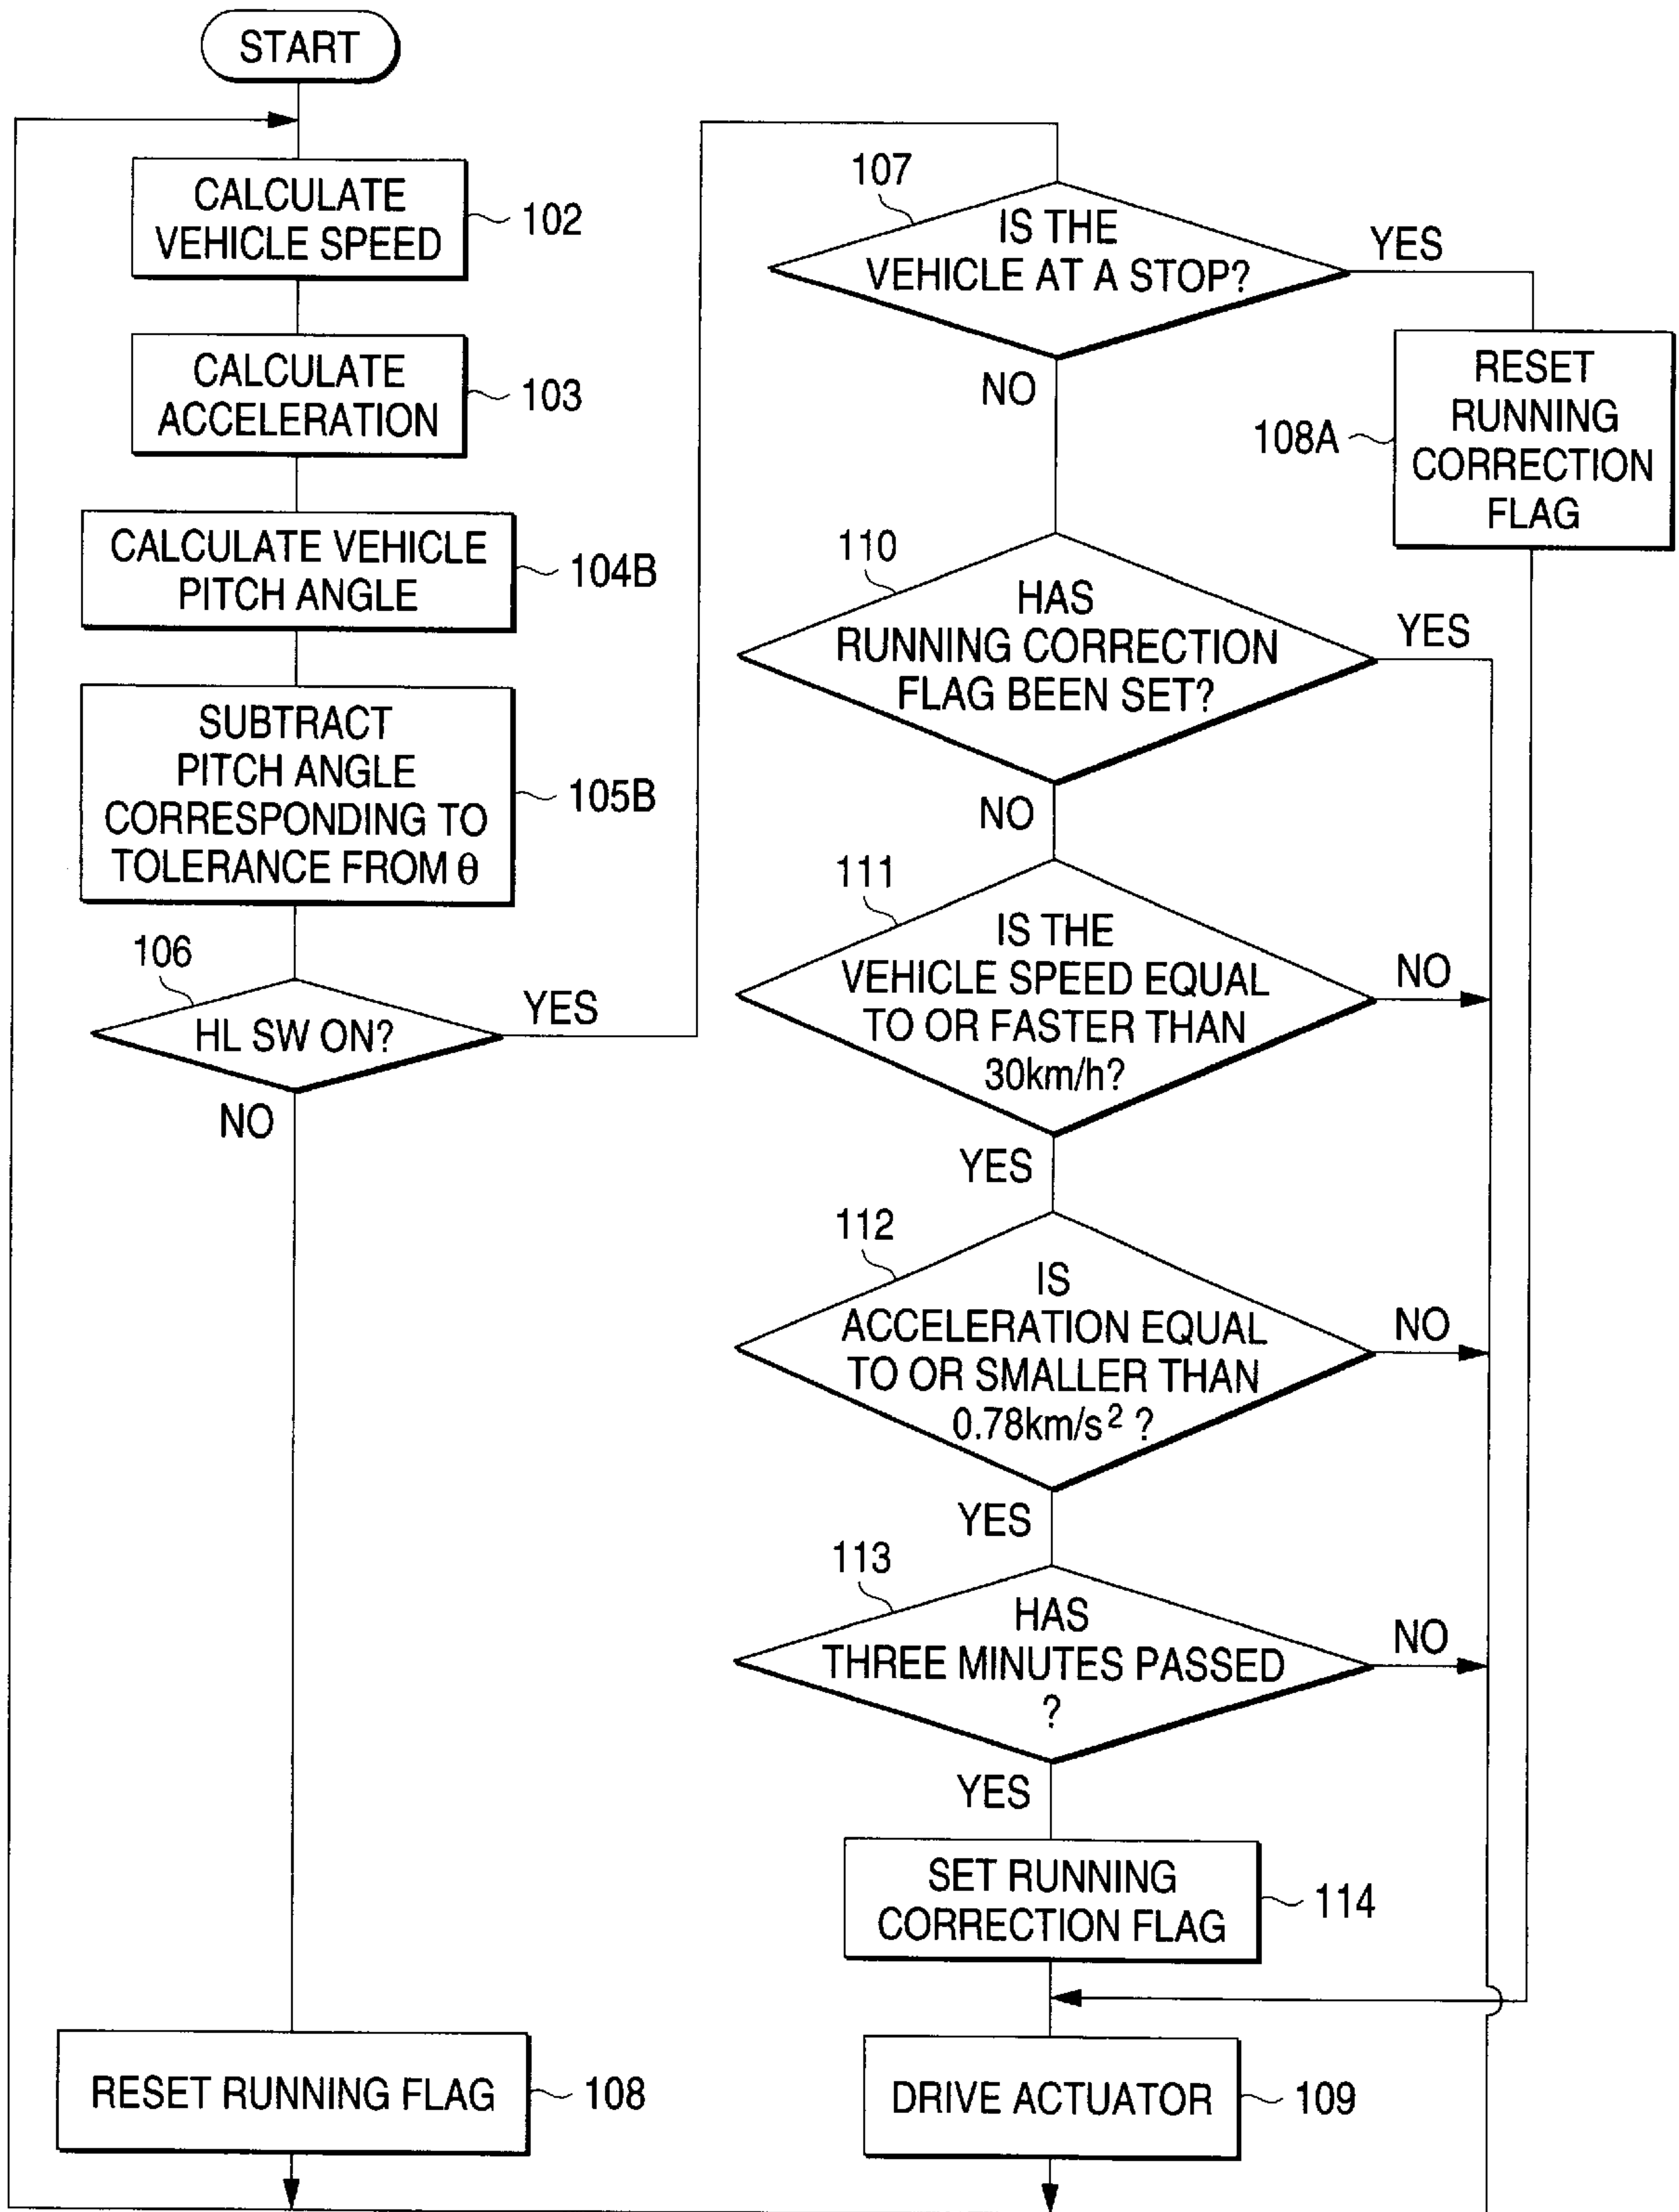 START
CALCULATE
VEHICLE SPEED
102
CALCULATE
ACCELERATION
103
CALCULATE VEHICLE
PITCH ANGLE
104B
SUBTRACT
PITCH ANGLE
CORRESPONDING TO
TOLERANCE FROM θ
105B
106
HL SW ON?
YES
NO
RESET RUNNING FLAG
108
107
IS THE
VEHICLE AT A STOP?
YES
NO
RESET
RUNNING
CORRECTION
FLAG
108A
110
HAS
RUNNING CORRECTION
FLAG BEEN SET?
YES
NO
111
IS THE
VEHICLE SPEED EQUAL
TO OR FASTER THAN
30km/h?
NO
YES
112
IS
ACCELERATION EQUAL
TO OR SMALLER THAN
0.78km/s² ?
NO
YES
113
HAS
THREE MINUTES PASSED
?
NO
YES
SET RUNNING
CORRECTION FLAG
114
DRIVE ACTUATOR
109